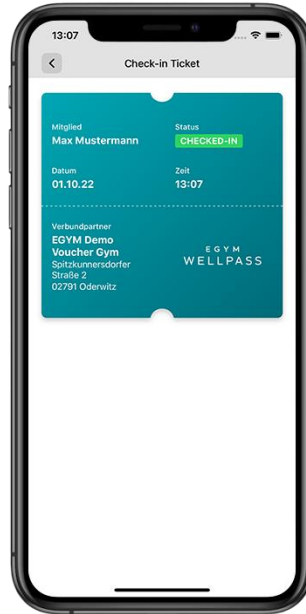 13:07
Check-in Ticket
Mitglied
Max Mustermann
Status
CHECKED-IN
Datum
01.10.22
Zeit
13:07
Verbundpartner
EGYM Demo
Voucher Gym
Spitzkunnersdorfer
Straße 2
02791 Oderwitz
EGYM
WELLPASS